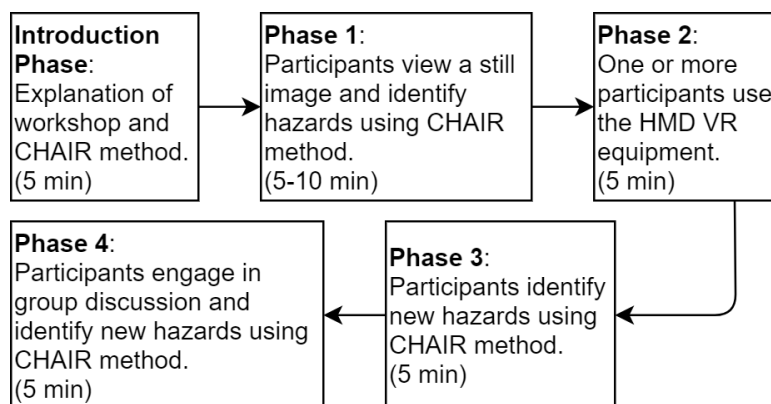 Introduction
Phase:
Explanation of
workshop and
CHAIR method.
(5 min)
Phase 1:
Participants view a still
image and identify
hazards using CHAIR
method.
(5-10 min)
Phase 2:
One or more
participants use
the HMD VR
equipment.
(5 min)
Phase 3:
Participants identify
new hazards using
CHAIR method.
(5 min)
Phase 4:
Participants engage in
group discussion and
identify new hazards using
CHAIR method.
(5 min)